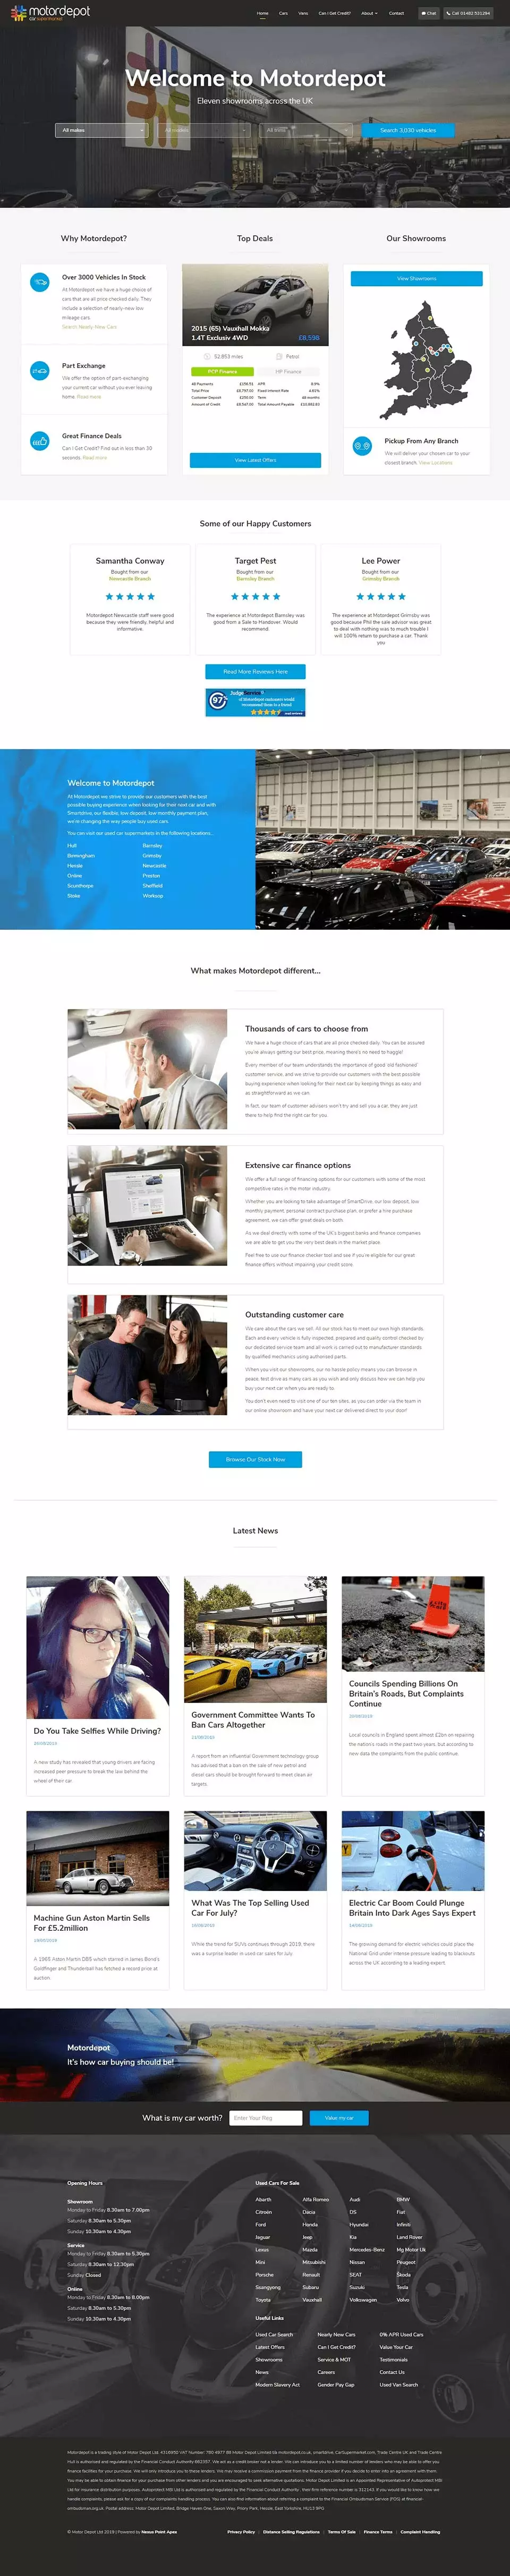 motordepot
car supermarket
Home Cars Vans Can I Get Credit? About Contact Chat Call 01482 531294
Welcome to Motordepot
Eleven showrooms across the UK
All makes All models All trims Search 3,030 vehicles
Why Motordepot?
Over 3000 Vehicles In Stock
At Motordepot we have a huge choice of
cars that are all price checked daily. They
include a selection of nearly-new low
mileage cars.
Search Nearly-New Cars
Part Exchange
We offer the option of part-exchanging
your current car without you ever leaving
home. Read more
Great Finance Deals
Can I Get Credit? Find out in less than 30
seconds. Read more
Top Deals
2015 (65) Vauxhall Mokka
1.4T Exclusiv 4WD £8,598
52,853 miles Petrol
PCP Finance HP Finance
View Latest Offers
Our Showrooms
View Showrooms
Pickup From Any Branch
We will deliver your chosen car to your
closest branch. View Locations
Some of our Happy Customers
Samantha Conway
Bought from our
Newcastle Branch
Motordepot Newcastle staff were good
because they were friendly, helpful and
informative.
Target Pest
Bought from our
Barnsley Branch
The experience at Motordepot Barnsley was
good from a Sale to Handover. Would
recommend.
Lee Power
Bought from our
Grimsby Branch
The experience at Motordepot Grimsby was
good because Phil the sale advisor was great
to deal with nothing was to much trouble I
will 100% return to purchase a car. Thank
you
Read More Reviews Here
JudgeService
97%
of Motordepot customers would
recommend them to a friend
read reviews
Welcome to Motordepot
At Motordepot we strive to provide our customers with the best
possible buying experience when looking for their next car and with
Smartdrive, our flexible, low deposit, low monthly payment plan,
we're changing the way people buy used cars.
You can visit our used car supermarkets in the following locations...
Hull Barnsley
Birmingham Grimsby
Hessle Newcastle
Online Preston
Scunthorpe Sheffield
Stoke Worksop
What makes Motordepot different...
Thousands of cars to choose from
We have a huge choice of cars that are all price checked daily. You can be assured
you're always getting our best price, meaning there's no need to haggle!
Every member of our team understands the importance of good old fashioned
customer service, and we strive to provide our customers with the best possible
buying experience when looking for their next car by keeping things as easy and
as straightforward as we can.
In fact, our team of customer advisers won't try and sell you a car, they are just
there to help find the right car for you.
Extensive car finance options
We offer a full range of financing options for our customers with some of the most
competitive rates in the motor industry.
Whether you are looking to take advantage of SmartDrive, our low deposit, low
monthly payment, personal contract purchase plan, or prefer a hire purchase
agreement, we can offer great deals on both.
As we deal directly with some of the UK's biggest banks and finance companies
we are able to get you the very best deals in the market place.
Feel free to use our finance checker tool and see if you're eligible for our great
finance offers without impairing your credit score.
Outstanding customer care
We care about the cars we sell. All our stock has to meet our own high standards.
Each and every vehicle is fully inspected, prepared and quality control checked by
our dedicated service team and all work is carried out to manufacturer standards
by qualified mechanics using authorised parts.
When you visit our showrooms, our no hassle policy means you can browse in
peace, test drive as many cars as you wish and only discuss how we can help you
buy your next car when you are ready to.
You don't even need to visit one of our ten sites, as you can order via the team in
our online showroom and have your next car delivered direct to your door!
Browse Our Stock Now
Latest News
Do You Take Selfies While Driving?
A new study has revealed that young drivers are facing
increased peer pressure to break the law behind the
wheel of their car.
Government Committee Wants To
Ban Cars Altogether
A report from an influential Government technology group
has advised that a ban on the sale of new petrol and
diesel cars should be brought forward to meet clean air
targets.
Councils Spending Billions On
Britain's Roads, But Complaints
Continue
Local councils in England spent almost £2bn on repairing
the nation's roads in the past two years, but according to
new data the complaints from the public continue.
Machine Gun Aston Martin Sells
For £5.2million
A 1965 Aston Martin DB5 which starred in James Bond's
Goldfinger and Thunderball has fetched a record price at
auction.
What Was The Top Selling Used
Car For July?
While the trend for SUVs continues through 2019, there
was a surprise leader in used car sales for July.
Electric Car Boom Could Plunge
Britain Into Dark Ages Says Expert
The growing demand for electric vehicles could place the
National Grid under intense pressure leading to blackouts
across the UK according to a leading expert.
Motordepot
It's how car buying should be!
What is my car worth? Enter Your Reg Value my car
Opening Hours
Showroom
Monday to Friday 8.30am to 7.00pm
Saturday 8.30am to 5.30pm
Sunday 10.30am to 4.30pm
Service
Monday to Friday 8.30am to 5.30pm
Saturday 8.30am to 12.30pm
Sunday Closed
Online
Monday to Friday 8.30am to 8.00pm
Saturday 8.30am to 5.30pm
Sunday 10.30am to 4.30pm
Used Cars For Sale
Abarth Alfa Romeo Audi BMW
Citroën Dacia DS Fiat
Ford Honda Hyundai Infiniti
Jaguar Jeep Kia Land Rover
Lexus Mazda Mercedes-Benz Mg Motor Uk
Mini Mitsubishi Nissan Peugeot
Porsche Renault SEAT Škoda
Ssangyong Subaru Suzuki Tesla
Toyota Vauxhall Volkswagen Volvo
Useful Links
Used Car Search Nearly New Cars 0% APR Used Cars
Latest Offers Can I Get Credit? Value Your Car
Showrooms Service & MOT Testimonials
News Careers Contact Us
Modern Slavery Act Gender Pay Gap Used Van Search
© Motor Depot Ltd 2019 | Powered by Nexus Point Apex
Privacy Policy | Distance Selling Regulations | Terms Of Sale | Finance Terms | Complaint Handling